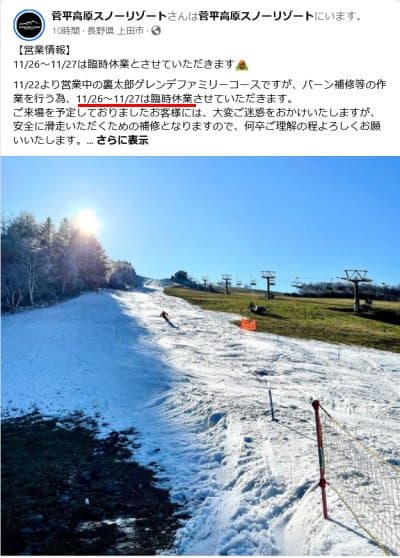 菅平高原スノーリゾートさんは菅平高原スノーリゾートにいます。
10時間・長野県 上田市・
【営業情報】
11/26～11/27は臨時休業とさせていただきます
11/22より営業中の裏太郎ゲレンデファミリーコースですが、バーン補修等の作
業を行う為、11/26～11/27は臨時休業させていただきます。
ご来場を予定しておりましたお客様には、大変ご迷惑をおかけいたしますが、
安全に滑走いただくための補修となりますので、何卒ご理解の程よろしくお願
いいたします。... さらに表示